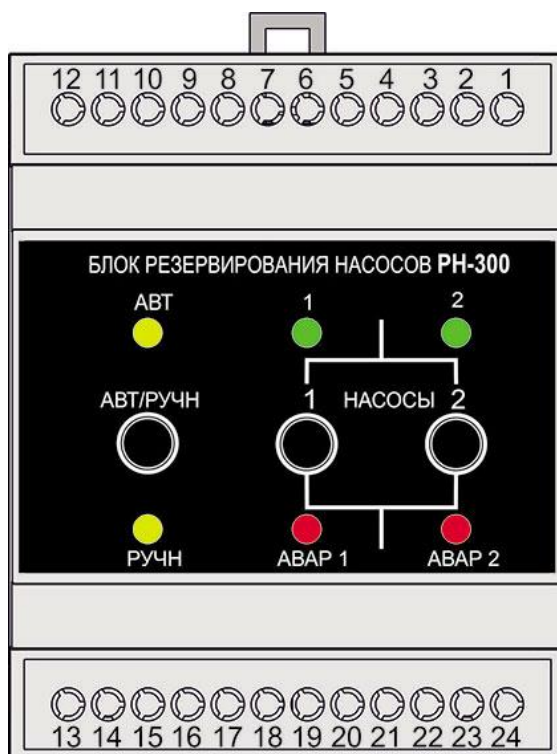 12 11 10 9 8 7 6 5 4 3 2 1
БЛОК РЕЗЕРВИРОВАНИЯ НАСОСОВ РН-300
АВТ 1 2
АВТ/РУЧН 1 НАСОСЫ 2
РУЧН АВАР 1 АВАР 2
13 14 15 16 17 18 19 20 21 22 23 24